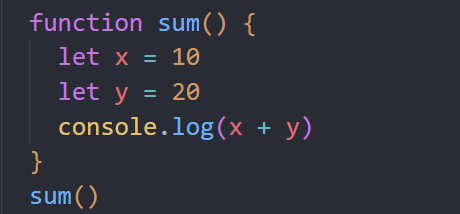 function sum() {
  let x = 10
  let y = 20
  console.log(x + y)
}
sum()